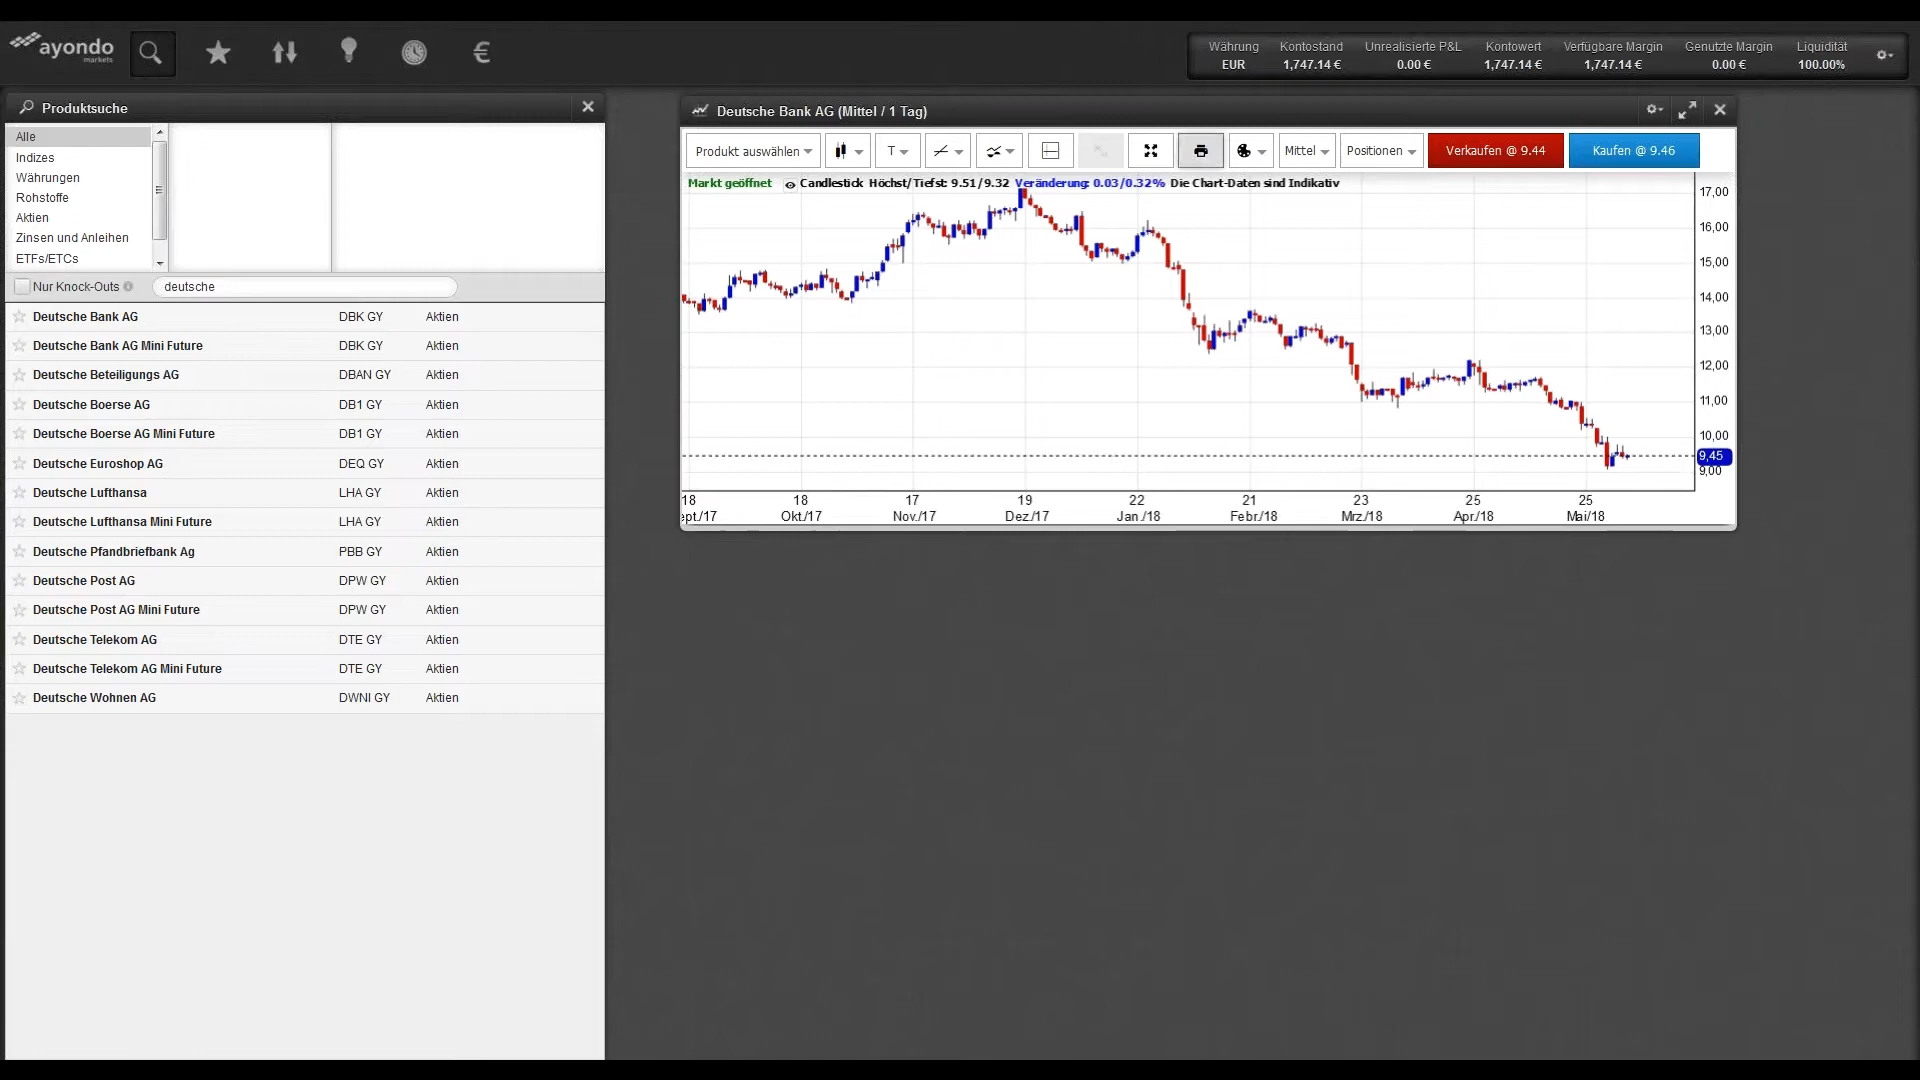 ayondo
markets
Währung Kontostand Unrealisierte P&L Kontowert Verfügbare Margin Genutzte Margin Liquidität
EUR 1,747.14 € 0.00 € 1,747.14 € 1,747.14 € 0.00 € 100.00%
Produktsuche
Alle
Indizes
Währungen
Rohstoffe
Aktien
Zinsen und Anleihen
ETFs/ETCs
Nur Knock-Outs deutsche
Deutsche Bank AG DBK GY Aktien
Deutsche Bank AG Mini Future DBK GY Aktien
Deutsche Beteiligungs AG DBAN GY Aktien
Deutsche Boerse AG DB1 GY Aktien
Deutsche Boerse AG Mini Future DB1 GY Aktien
Deutsche Euroshop AG DEQ GY Aktien
Deutsche Lufthansa LHA GY Aktien
Deutsche Lufthansa Mini Future LHA GY Aktien
Deutsche Pfandbriefbank Ag PBB GY Aktien
Deutsche Post AG DPW GY Aktien
Deutsche Post AG Mini Future DPW GY Aktien
Deutsche Telekom AG DTE GY Aktien
Deutsche Telekom AG Mini Future DTE GY Aktien
Deutsche Wohnen AG DWNI GY Aktien
Deutsche Bank AG (Mittel / 1 Tag)
Produkt auswählen T Mittel Positionen Verkaufen @ 9.44 Kaufen @ 9.46
Markt geöffnet Candlestick Höchst/Tiefst: 9.51/9.32 Veränderung: 0.03/0.32% Die Chart-Daten sind Indikativ
17,00
16,00
15,00
14,00
13,00
12,00
11,00
10,00
9,45
9,00
18 18 17 19 22 21 23 25 25
ept./17 Okt./17 Nov./17 Dez./17 Jan./18 Febr./18 Mrz./18 Apr./18 Mai/18